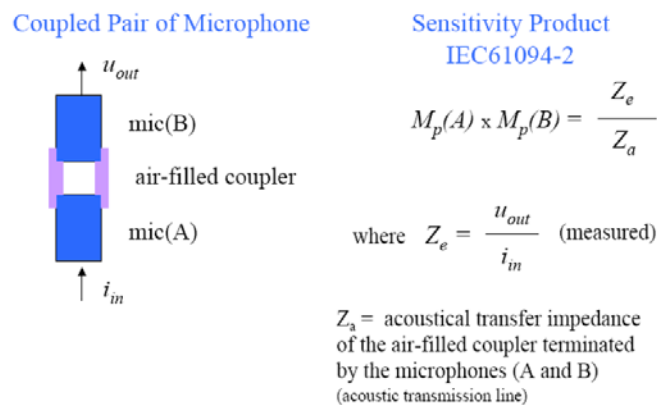 Coupled Pair of Microphone
u_out
mic(B)
air-filled coupler
mic(A)
i_in
Sensitivity Product
IEC61094-2
M_p(A) x M_p(B) = Z_e / Z_a
where Z_e = u_out / i_in (measured)
Z_a = acoustical transfer impedance
of the air-filled coupler terminated
by the microphones (A and B)
(acoustic transmission line)